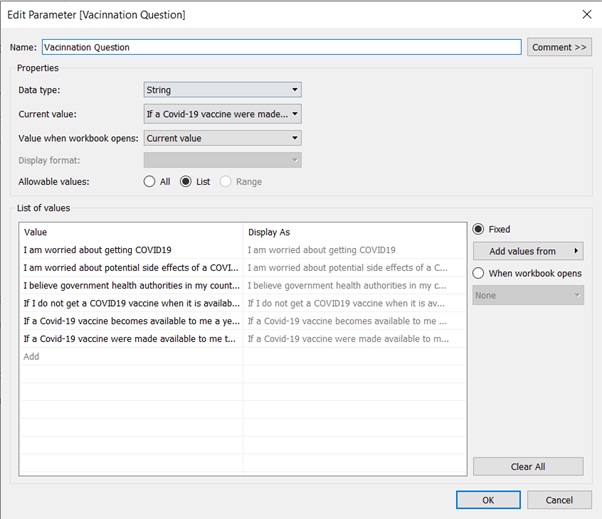 Edit Parameter [Vacinnation Question]
Name: Vacinnation Question Comment >>
Properties
Data type: String
Current value: If a Covid-19 vaccine were made...
Value when workbook opens: Current value
Display format:
Allowable values: All List Range
List of values
Value Display As
I am worried about getting COVID19 I am worried about getting COVID19
I am worried about potential side effects of a COVI... I am worried about potential side effects of a C...
I believe government health authorities in my count... I believe government health authorities in my c...
If I do not get a COVID19 vaccine when it is availab... If I do not get a COVID19 vaccine when it is av...
If a Covid-19 vaccine becomes available to me a ye... If a Covid-19 vaccine becomes available to me ...
If a Covid-19 vaccine were made available to me t... If a Covid-19 vaccine were made available to m...
Add
Fixed
Add values from
When workbook opens
None
Clear All
OK Cancel